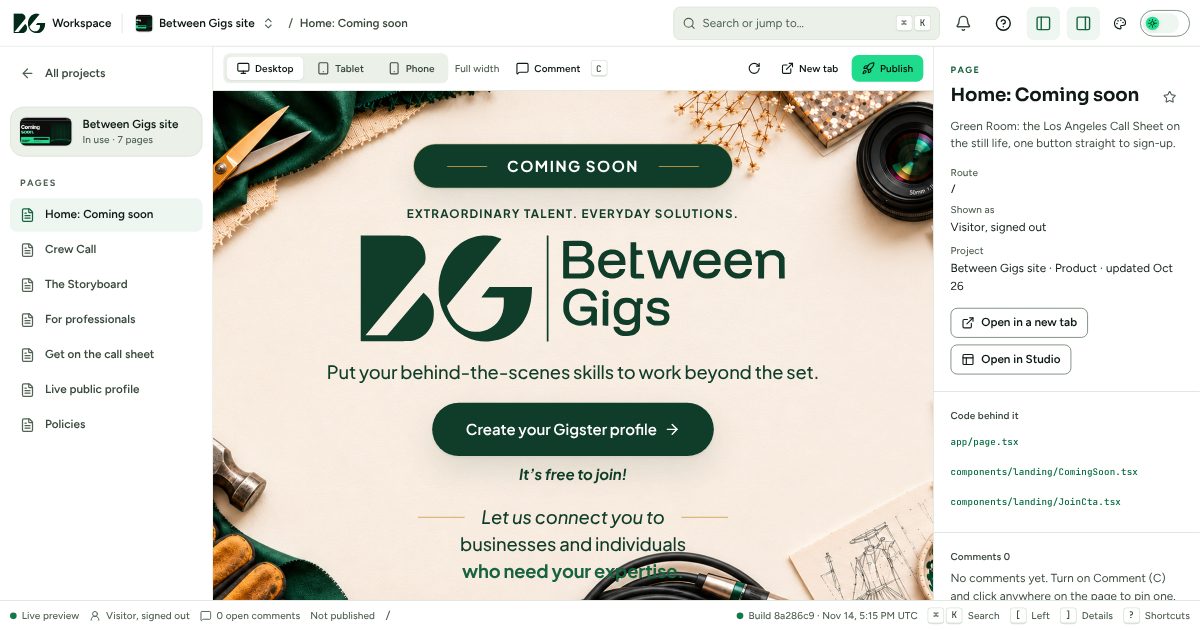 BG Workspace
Between Gigs site
/ Home: Coming soon
Search or jump to...
⌘ K
All projects
Desktop
Tablet
Phone
Full width
Comment C
New tab
Publish
Coming soon.
Between Gigs site
In use · 7 pages
PAGES
Home: Coming soon
Crew Call
The Storyboard
For professionals
Get on the call sheet
Live public profile
Policies
COMING SOON
EXTRAORDINARY TALENT. EVERYDAY SOLUTIONS.
BG
Between
Gigs
Put your behind-the-scenes skills to work beyond the set.
Create your Gigster profile →
It's free to join!
Let us connect you to
businesses and individuals
who need your expertise.
50mm
PAGE
Home: Coming soon
Green Room: the Los Angeles Call Sheet on
the still life, one button straight to sign-up.
Route
/
Shown as
Visitor, signed out
Project
Between Gigs site · Product · updated Oct
26
Open in a new tab
Open in Studio
Code behind it
app/page.tsx
components/landing/ComingSoon.tsx
components/landing/JoinCta.tsx
Comments 0
No comments yet. Turn on Comment (C)
and click anywhere on the page to pin one.
Live preview
Visitor, signed out
0 open comments
Not published
/
Build 8a286c9 · Nov 14, 5:15 PM UTC
⌘ K Search
[ Left
] Details
? Shortcuts